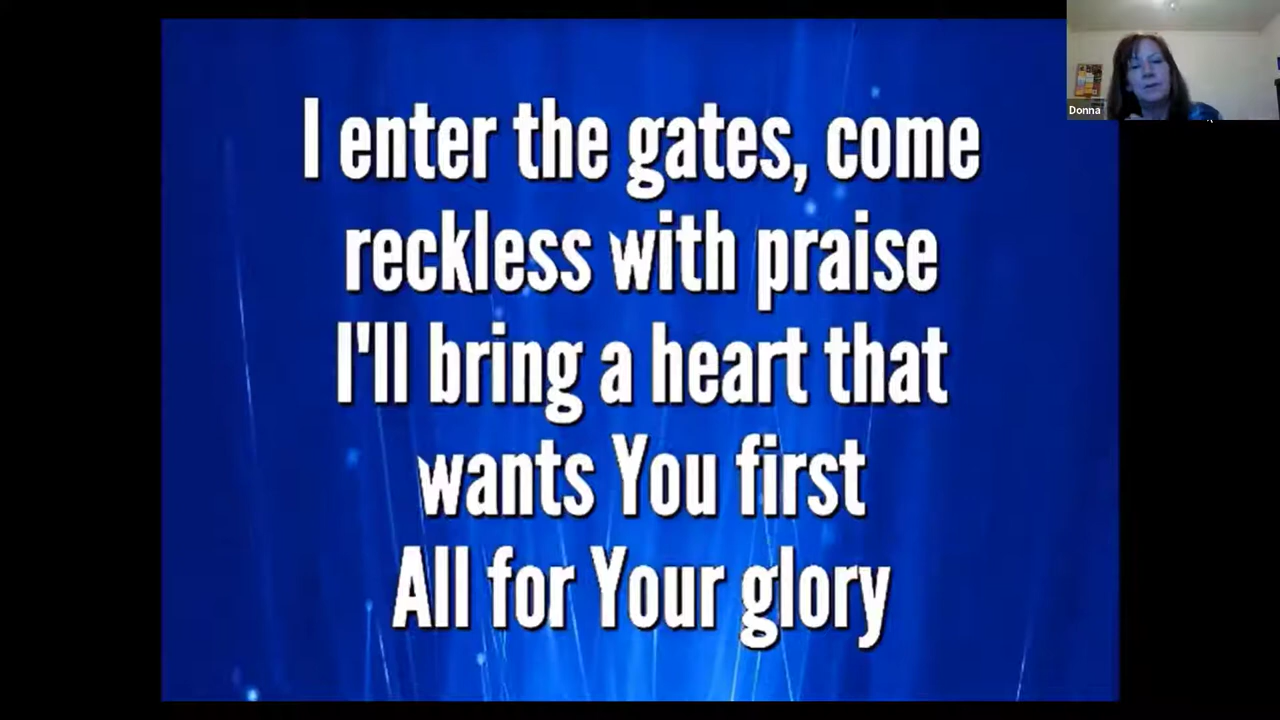 I enter the gates, come
reckless with praise
I'll bring a heart that
wants You first
All for Your glory
Donna